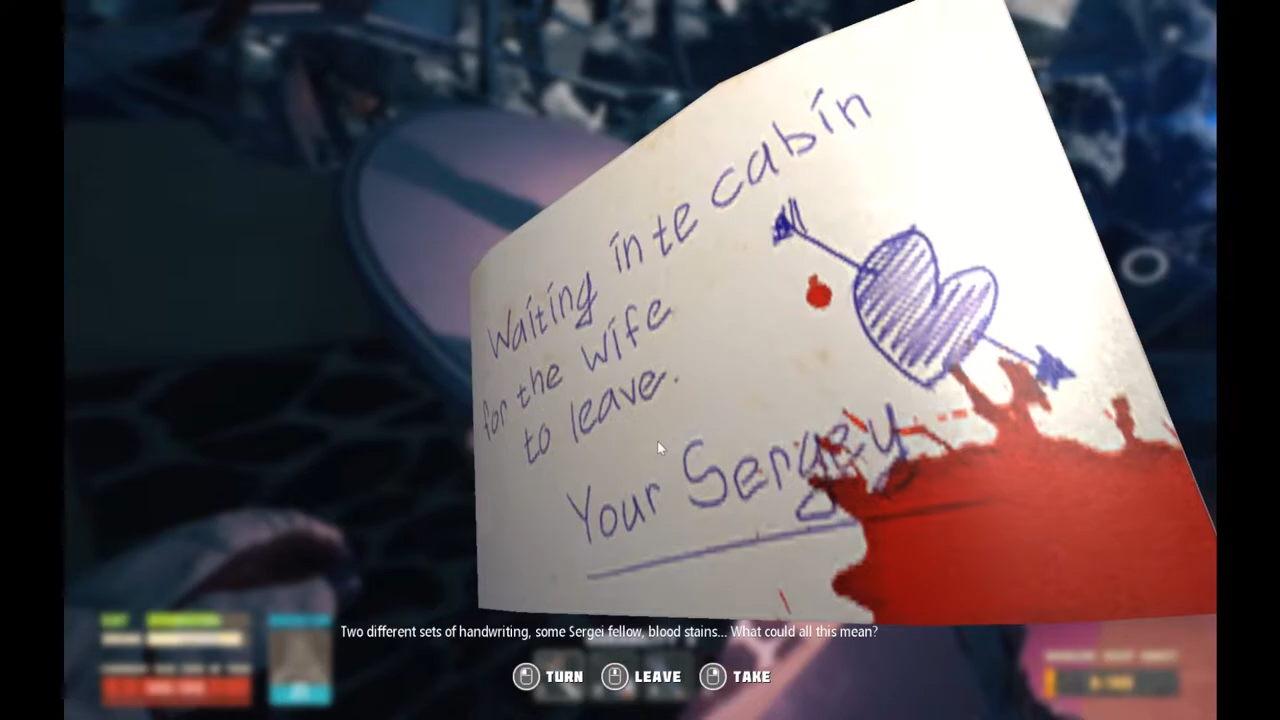 Waiting in te cabin
for the wife
to leave.
Your Sergey
Two different sets of handwriting, some Sergei fellow, blood stains... What could all this mean?
TURN LEAVE TAKE